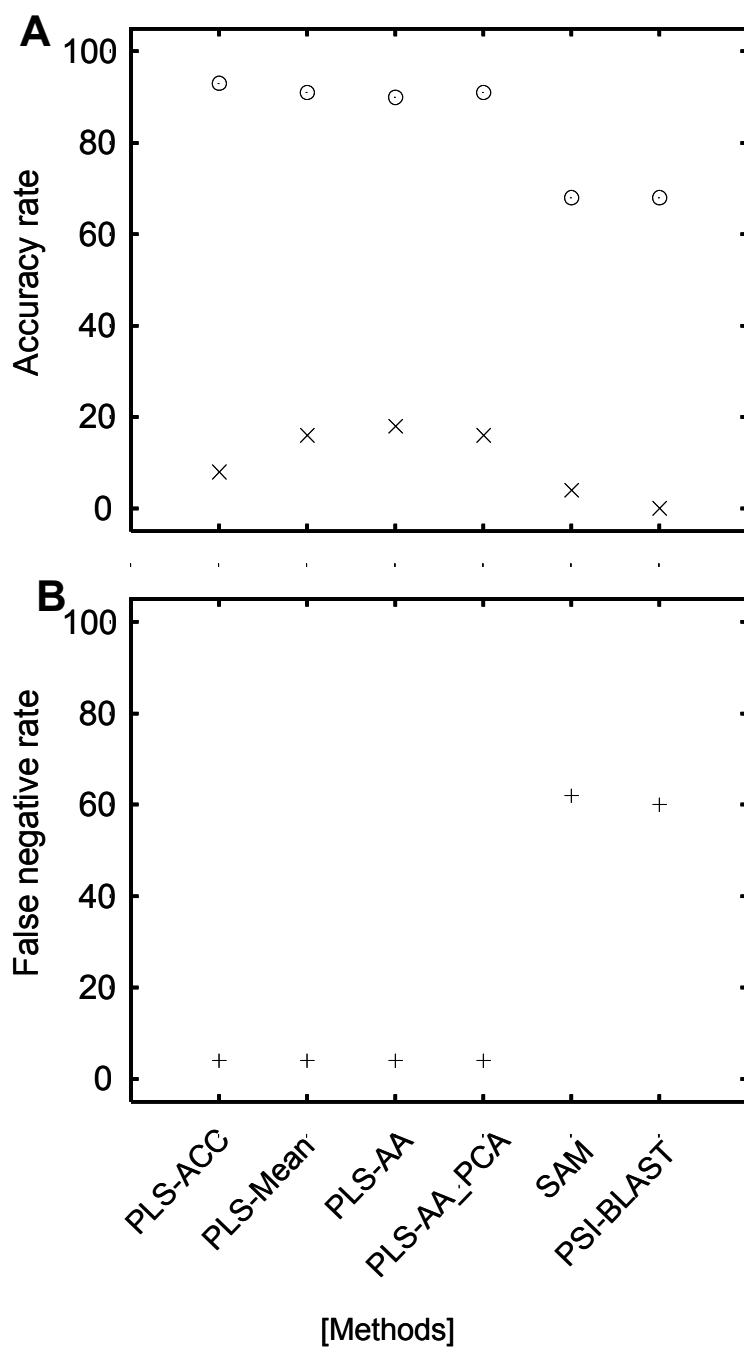 A
100
80
60
40
20
0
Accuracy rate
B
100
80
60
40
20
0
False negative rate
PLS-ACC
PLS-Mean
PLS-AA
PLS-AA_PCA
SAM
PSI-BLAST
[Methods]